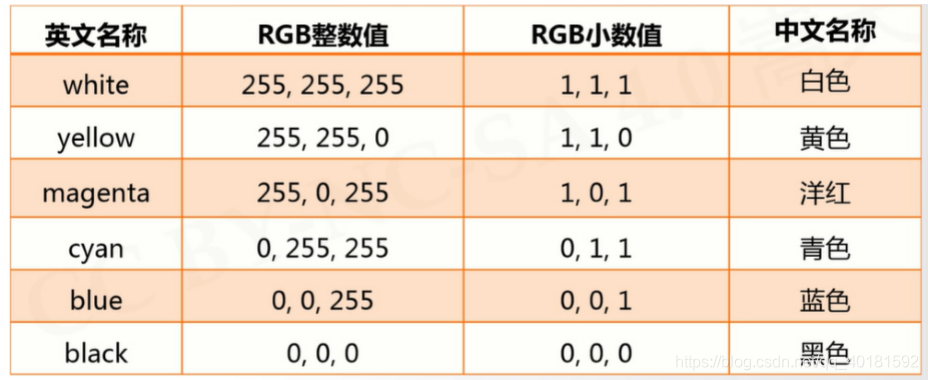 英文名称 RGB整数值 RGB小数值 中文名称
white 255, 255, 255 1, 1, 1 白色
yellow 255, 255, 0 1, 1, 0 黄色
magenta 255, 0, 255 1, 0, 1 洋红
cyan 0, 255, 255 0, 1, 1 青色
blue 0, 0, 255 0, 0, 1 蓝色
black 0, 0, 0 0, 0, 0 黑色
CC BY-NC-SA 4.0 嵩天
https://blog.csdn.net/qq_40181592